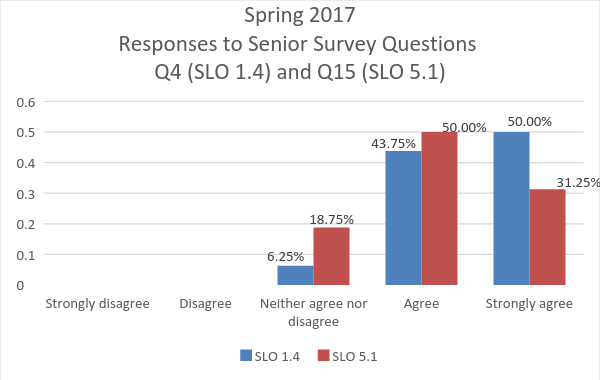 Spring 2017
Responses to Senior Survey Questions
Q4 (SLO 1.4) and Q15 (SLO 5.1)
0.6
0.5
0.4
0.3
0.2
0.1
0
6.25%
18.75%
43.75%
50.00%
50.00%
31.25%
Strongly disagree
Disagree
Neither agree nor
disagree
Agree
Strongly agree
SLO 1.4
SLO 5.1